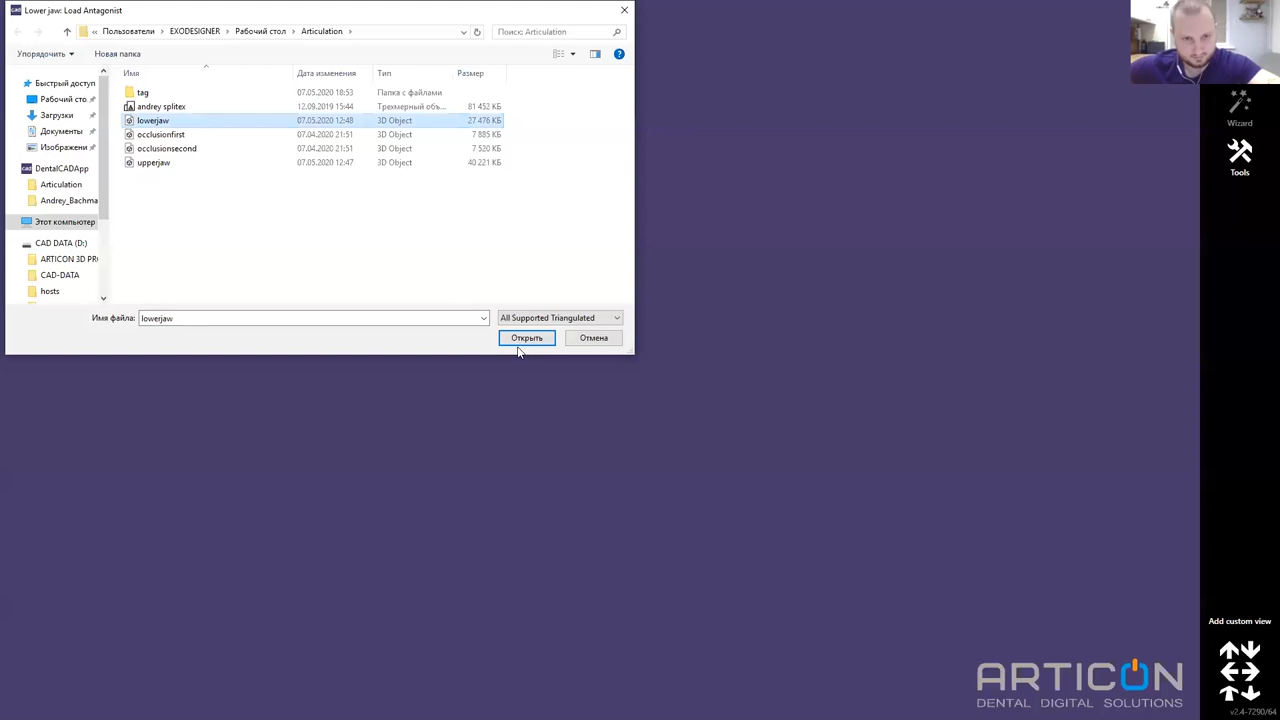 Lower jaw: Load Antagonist
« Пользователи > EXODESIGNER > Рабочий стол > Articulation >
Поиск: Articulation
Упорядочить Новая папка
Имя Дата изменения Тип Размер
Быстрый доступ
Рабочий сто.
Загрузки
Документы
Изображени
DentalCADApp
Articulation
Andrey_Bachma
Этот компьютер
CAD DATA (D:)
ARTICON 3D PR
CAD-DATA
hosts
tag 07.05.2020 18:53 Папка с файлами
andrey splitex 12.09.2019 15:44 Трехмерный объ... 81 452 КБ
lowerjaw 07.05.2020 12:48 3D Object 27 476 КБ
occlusionfirst 07.04.2020 21:51 3D Object 7 885 КБ
occlusionsecond 07.04.2020 21:51 3D Object 7 520 КБ
upperjaw 07.05.2020 12:47 3D Object 40 221 КБ
Имя файла: lowerjaw
All Supported Triangulated
Открыть Отмена
Wizard
Tools
Add custom view
ARTICON
DENTAL DIGITAL SOLUTIONS
v2.4-7290/64